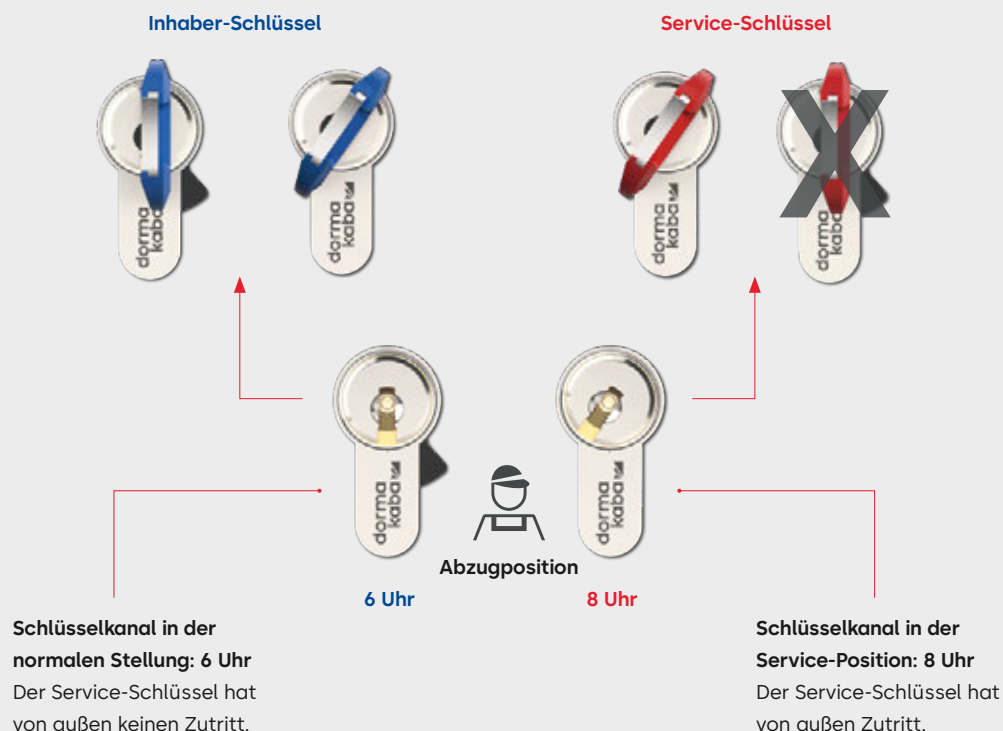 Inhaber-Schlüssel
Service-Schlüssel
dorma
kaba
dorma
kaba
dorma
kaba
dorma
kaba
dorma
kaba
dorma
kaba
Abzugposition
6 Uhr
8 Uhr
Schlüsselkanal in der
normalen Stellung: 6 Uhr
Der Service-Schlüssel hat
von außen keinen Zutritt.
Schlüsselkanal in der
Service-Position: 8 Uhr
Der Service-Schlüssel hat
von außen Zutritt.